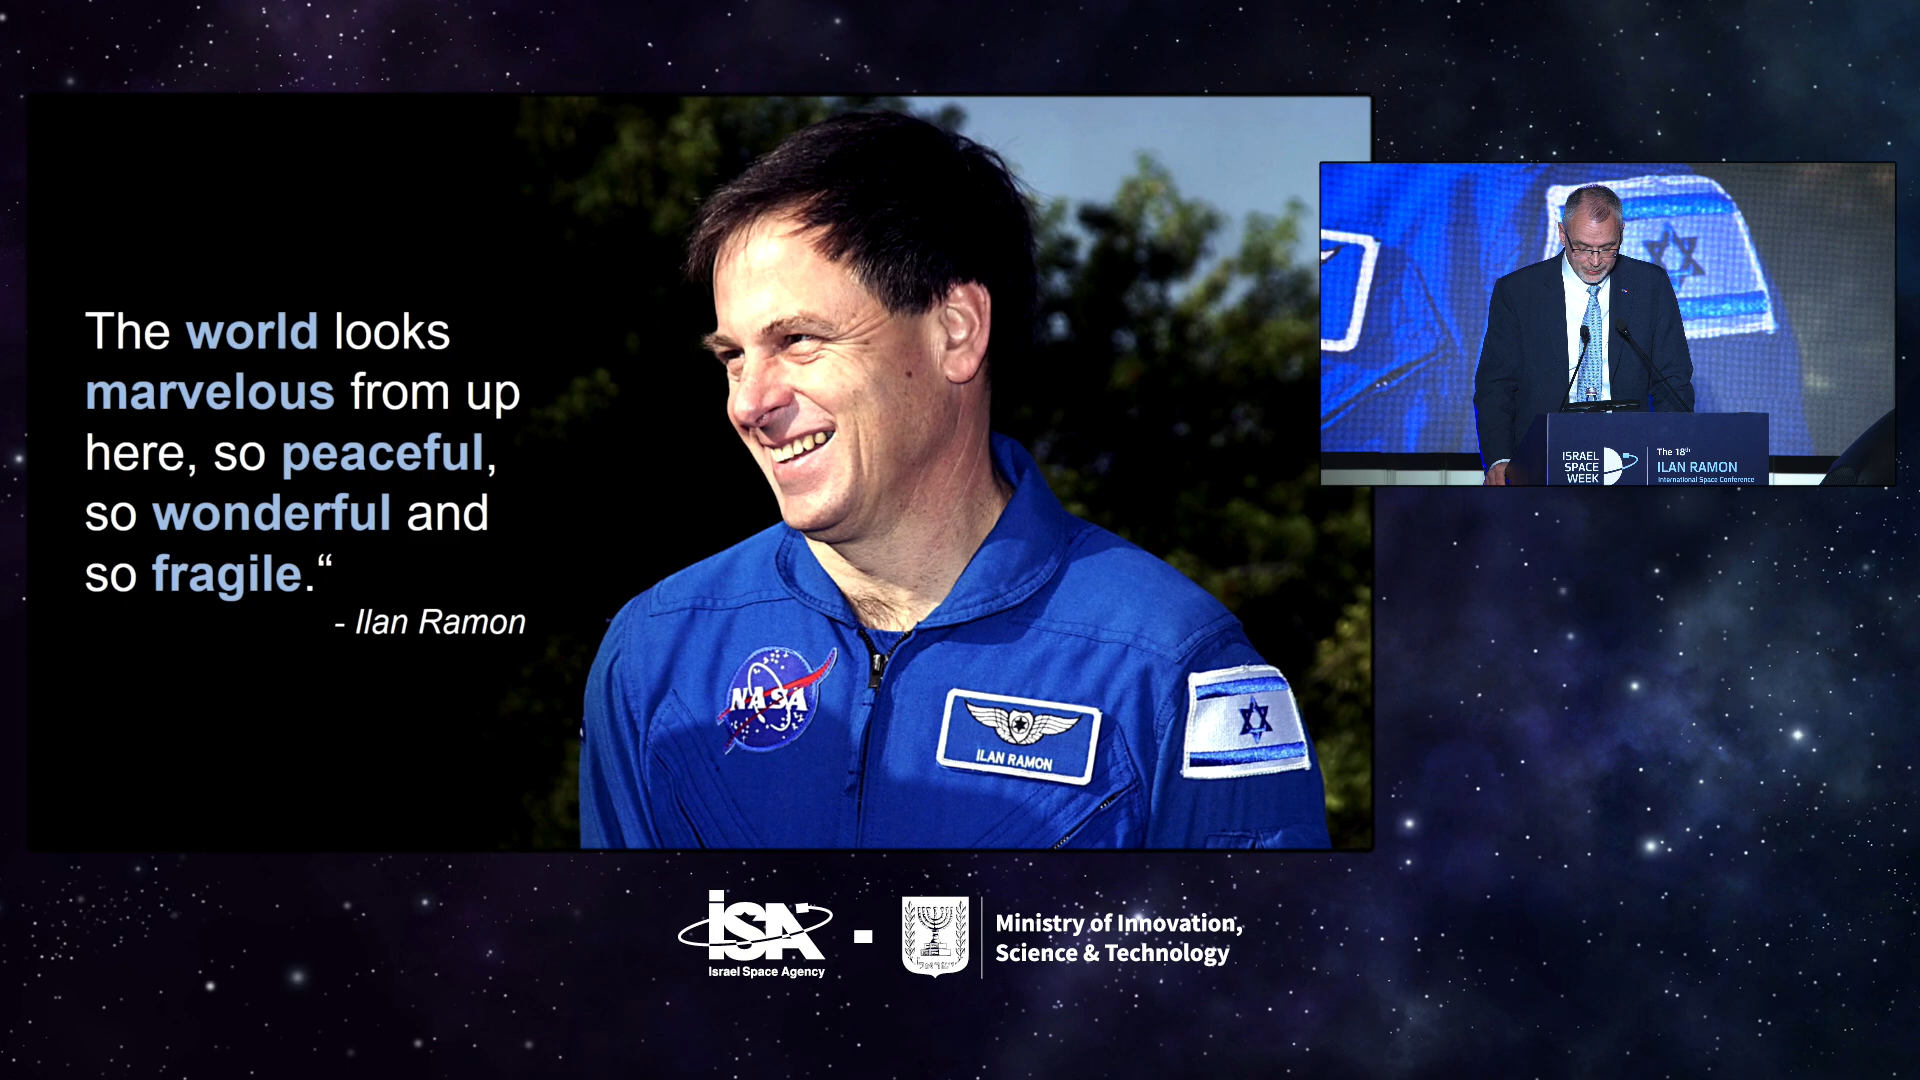 The world looks
marvelous from up
here, so peaceful,
so wonderful and
so fragile.“
- Ilan Ramon
NASA
ILAN RAMON
ISRAEL
SPACE
WEEK
The 18th
ILAN RAMON
International Space Conference
iSA
Israel Space Agency
Ministry of Innovation,
Science & Technology